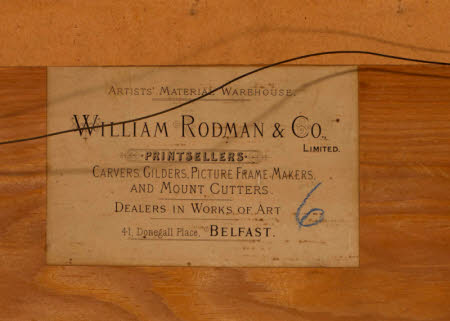 ARTISTS' MATERIAL WAREHOUSE.
WILLIAM RODMAN & CO.
LIMITED.
PRINTSELLERS
CARVERS, GILDERS, PICTURE FRAME MAKERS,
AND MOUNT CUTTERS.
DEALERS IN WORKS OF ART
6
41, Donegall Place, BELFAST.